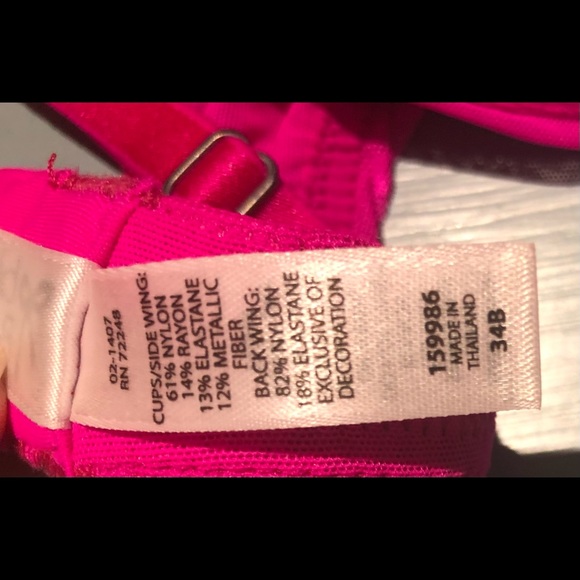 02-1407
RN 72248
CUPS/SIDE WING:
61% NYLON
14% RAYON
13% ELASTANE
12% METALLIC
FIBER
BACK WING:
82% NYLON
18% ELASTANE
EXCLUSIVE OF
DECORATION
159986
MADE IN
THAILAND
34B